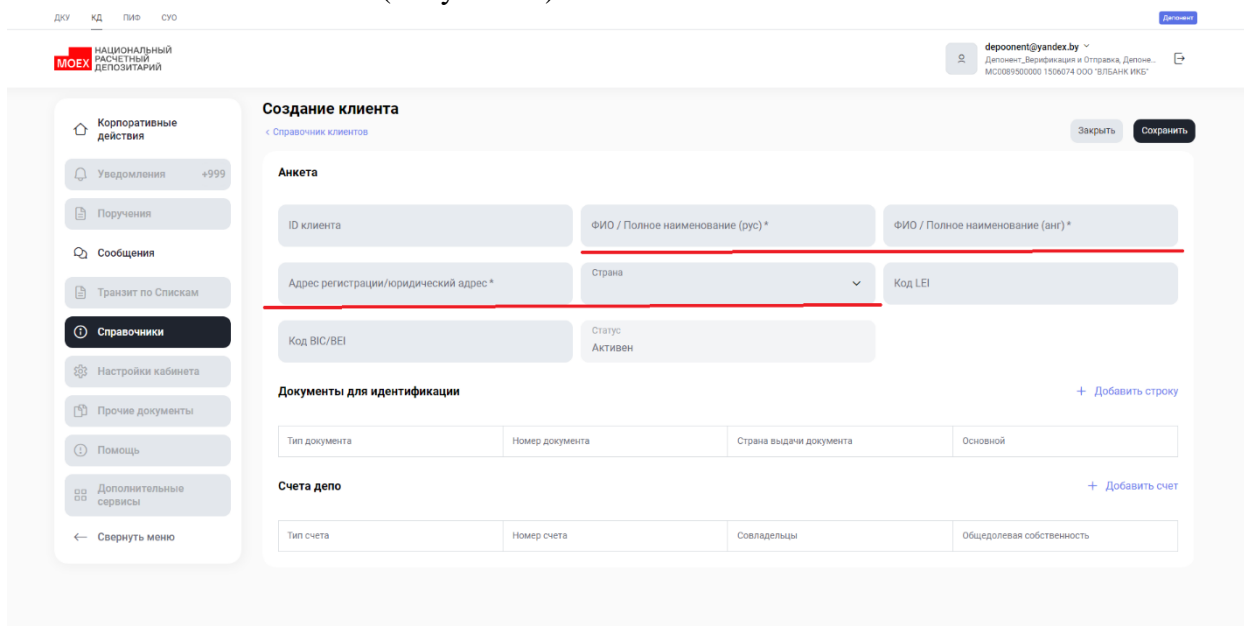 ДКУ КД ПИФ СУО
Депонент
MOEX НАЦИОНАЛЬНЫЙ
РАСЧЕТНЫЙ
ДЕПОЗИТАРИЙ
depoonent@yandex.by
Депонент_Верификация и Отправка, Депоне...
MC0089500000 1506074 ООО "ВЛБАНК ИКБ"
Корпоративные
действия
Уведомления +999
Поручения
Сообщения
Транзит по Спискам
Справочники
Настройки кабинета
Прочие документы
Помощь
Дополнительные
сервисы
Свернуть меню
Создание клиента
Справочник клиентов
Закрыть Сохранить
Анкета
ID клиента
ФИО / Полное наименование (рус) *
ФИО / Полное наименование (анг) *
Адрес регистрации/юридический адрес *
Страна
Код LEI
Код BIC/BEI
Статус
Активен
Документы для идентификации
+ Добавить строку
Тип документа Номер документа Страна выдачи документа Основной
Счета депо
+ Добавить счет
Тип счета Номер счета Совладельцы Общедолевая собственность